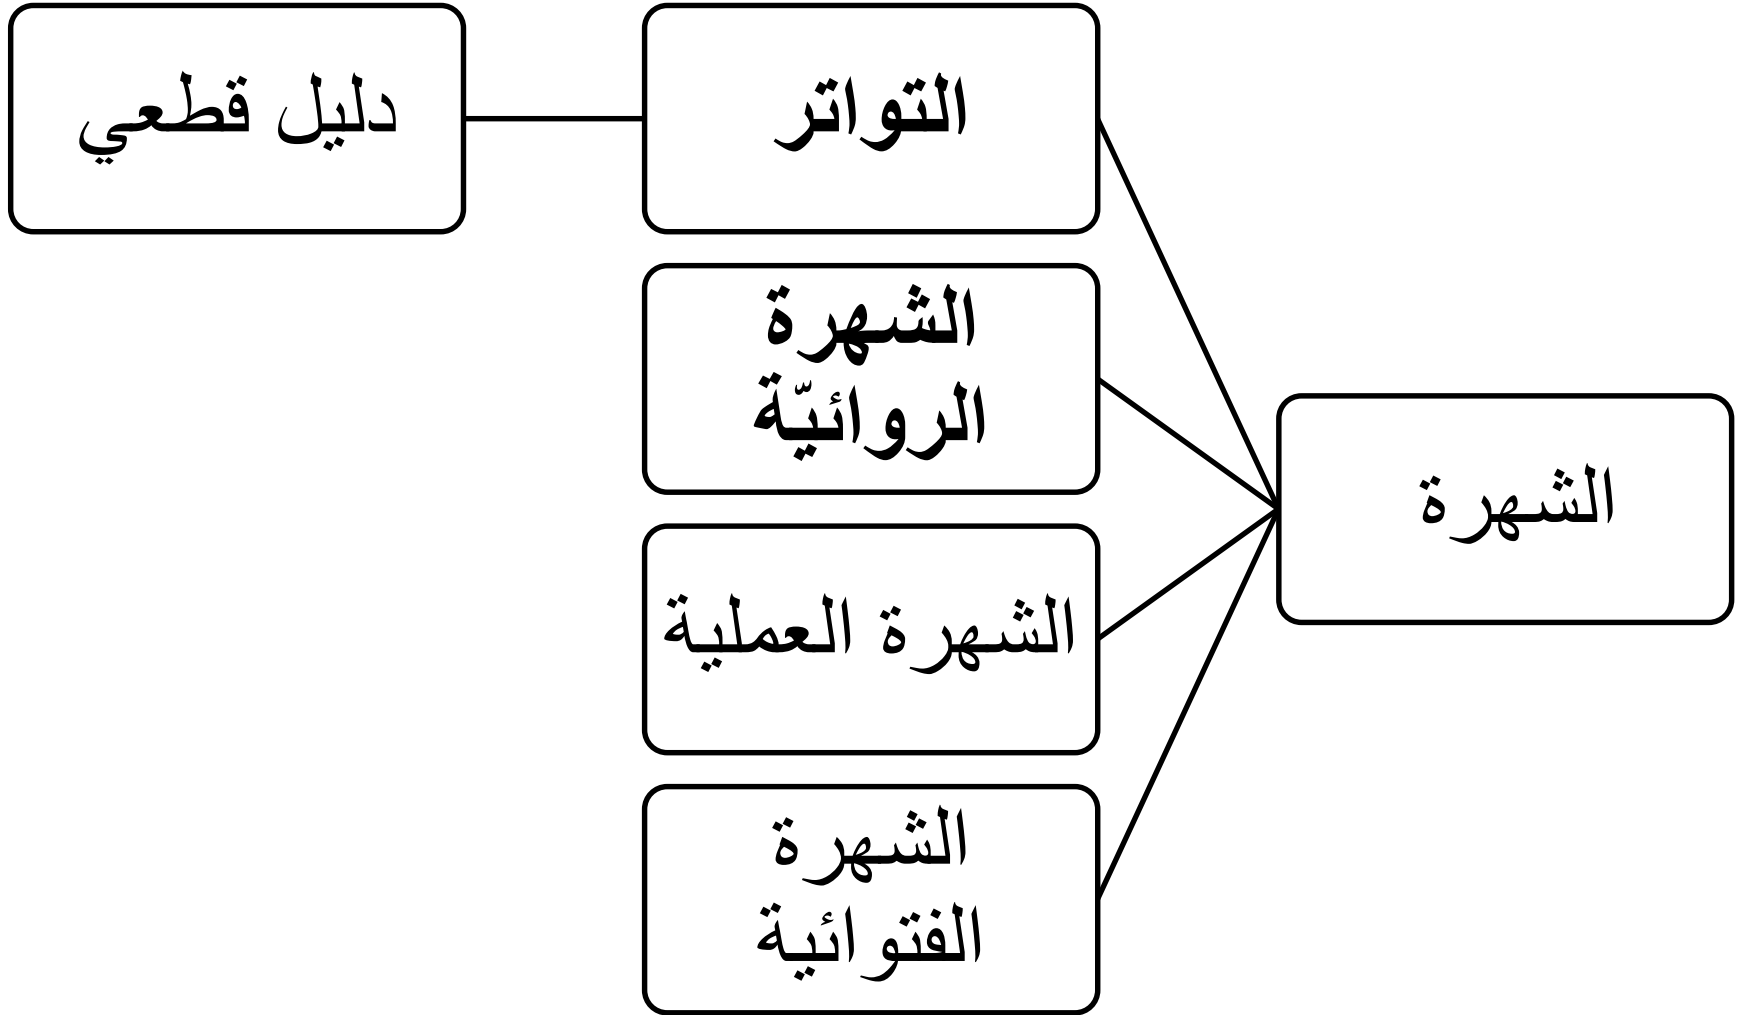 الشهرة
التواتر
دليل قطعي
الشهرة
الروائيّة
الشهرة العملية
الشهرة
الفتوائية